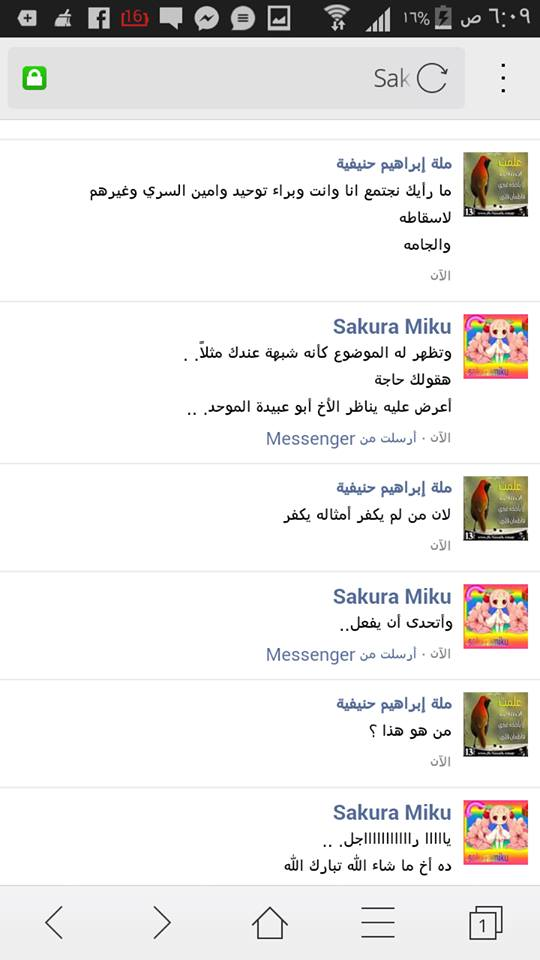 16
١٦%
٦:٠٩ ص
Sak
ملة إبراهيم حنيفية
ما رأيك نجتمع انا وانت وبراء توحيد وامين السري وغيرهم
لاسقاطه
والجامه
الآن
Sakura Miku
وتظهر له الموضوع كأنه شبهة عندك مثلاً. .
هقولك حاجة
أعرض عليه يناظر الأخ أبو عبيدة الموحد. ..
الآن · أرسلت من Messenger
ملة إبراهيم حنيفية
لان من لم يكفر أمثاله يكفر
الآن
Sakura Miku
وأتحدى أن يفعل..
الآن · أرسلت من Messenger
ملة إبراهيم حنيفية
من هو هذا ؟
الآن
Sakura Miku
يااااا رااااااااااااجل. ..
ده أخ ما شاء الله تبارك الله
1